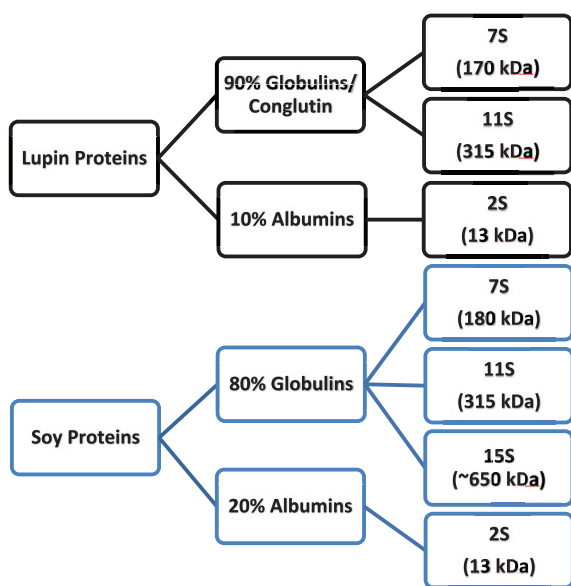 7S
(170 kDa)
90% Globulins/
Conglutin
11S
(315 kDa)
Lupin Proteins
10% Albumins
2S
(13 kDa)
7S
(180 kDa)
80% Globulins
11S
(315 kDa)
Soy Proteins
15S
(~650 kDa)
20% Albumins
2S
(13 kDa)